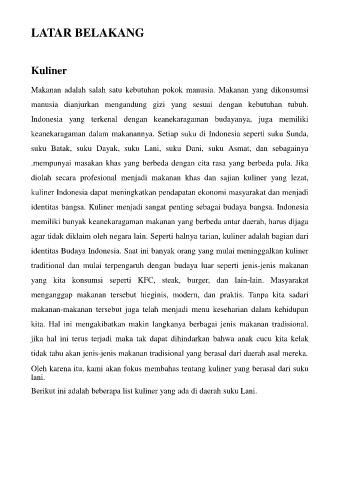 LATAR BELAKANG
Kuliner
Makanan adalah salah satu kebutuhan pokok manusia. Makanan yang dikonsumsi
manusia dianjurkan mengandung gizi yang sesuai dengan kebutuhan tubuh.
Indonesia yang terkenal dengan keanekaragaman budayanya, juga memiliki
keanekaragaman dalam makanannya. Setiap suku di Indonesia seperti suku Sunda,
suku Batak, suku Dayak, suku Lani, suku Dani, suku Asmat, dan sebagainya
.mempunyai masakan khas yang berbeda dengan cita rasa yang berbeda pula. Jika
diolah secara profesional menjadi makanan khas dan sajian kuliner yang lezat,
kuliner Indonesia dapat meningkatkan pendapatan ekonomi masyarakat dan menjadi
identitas bangsa. Kuliner menjadi sangat penting sebagai budaya bangsa. Indonesia
memiliki banyak keanekaragaman makanan yang berbeda untar daerah, harus dijaga
agar tidak diklaim oleh negara lain. Seperti halnya tarian, kuliner adalah bagian dari
identitas Budaya Indonesia. Saat ini banyak orang yang mulai meninggalkan kuliner
traditional dan mulai terpengaruh dengan budaya luar seperti jenis-jenis makanan
yang kita konsumsi seperti KFC, steak, burger, dan lain-lain. Masyarakat
menganggap makanan tersebut hieginis, modern, dan praktis. Tanpa kita sadari
makanan-makanan tersebut juga telah menjadi menu keseharian dalam kehidupan
kita. Hal ini mengakibatkan makin langkanya berbagai jenis makanan tradisional.
jika hal ini terus terjadi maka tak dapat dihindarkan bahwa anak cucu kita kelak
tidak tahu akan jenis-jenis makanan tradisional yang berasal dari daerah asal mereka.
Oleh karena itu, kami akan fokus membahas tentang kuliner yang berasal dari suku
lani.
Berikut ini adalah beberapa list kuliner yang ada di daerah suku Lani.